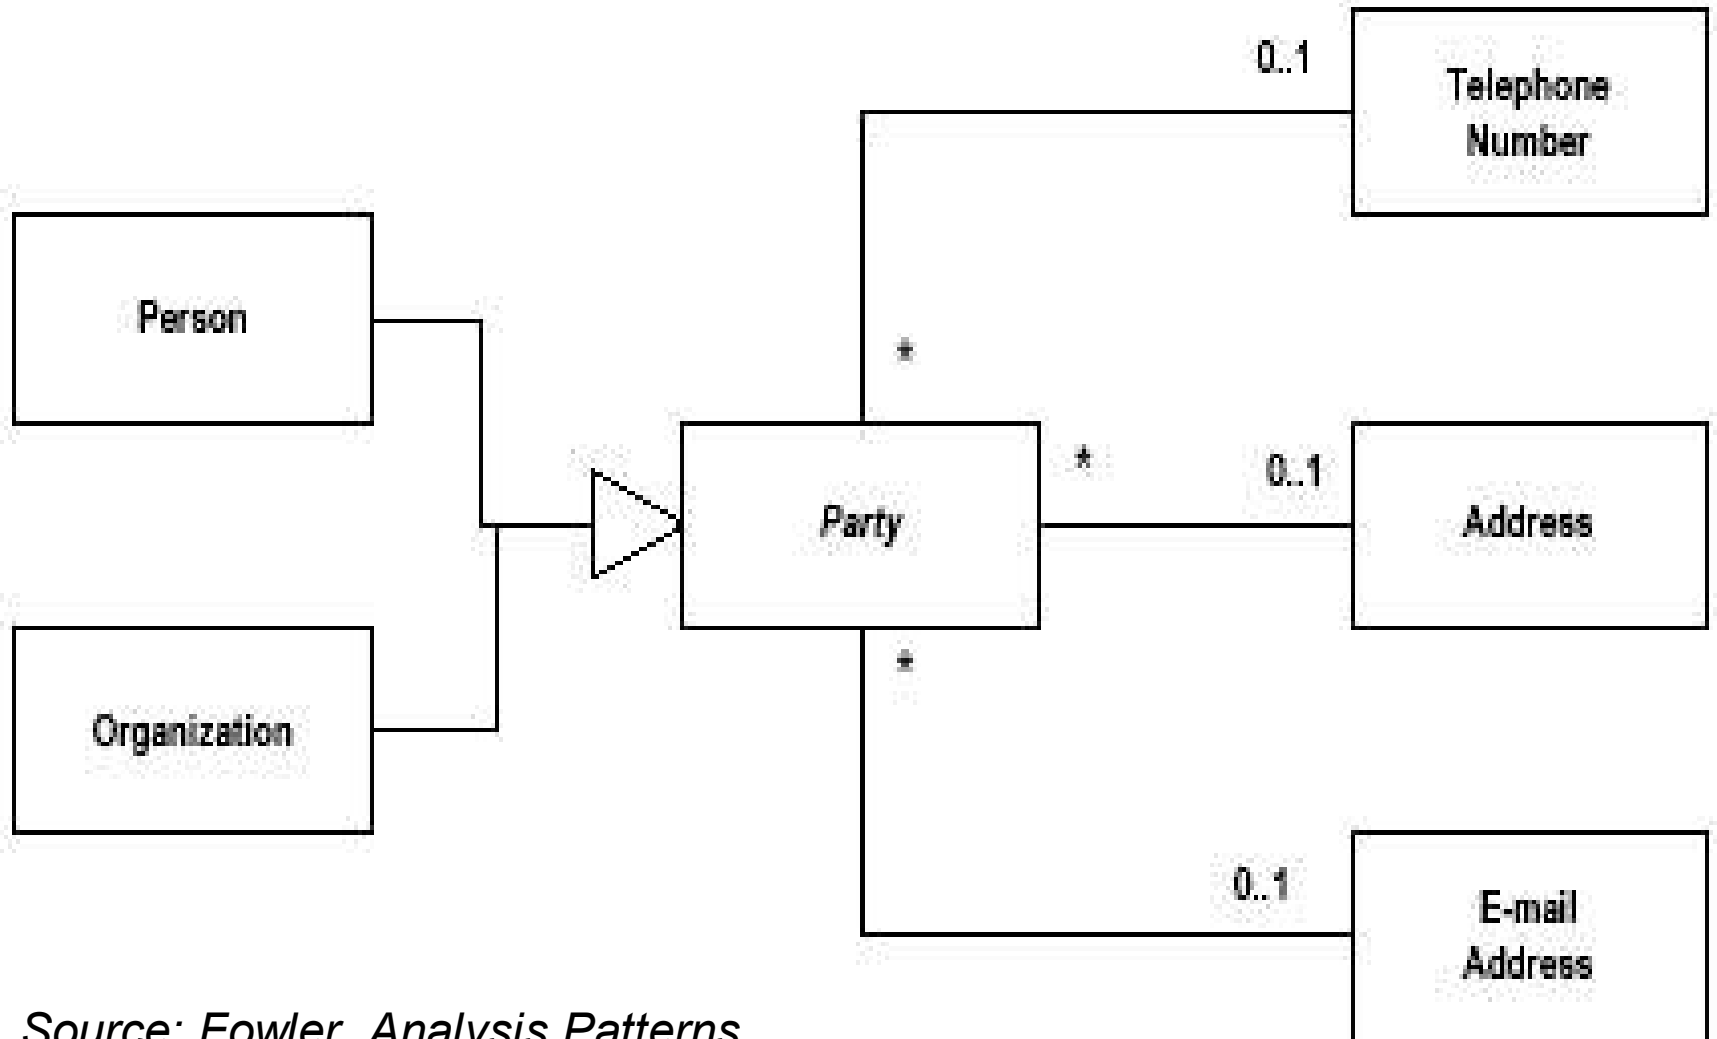 0..1
Telephone
Number
Person
*
Party
*
0..1
Address
*
Organization
0..1
E-mail
Address
Source: Fowler, Analysis Patterns